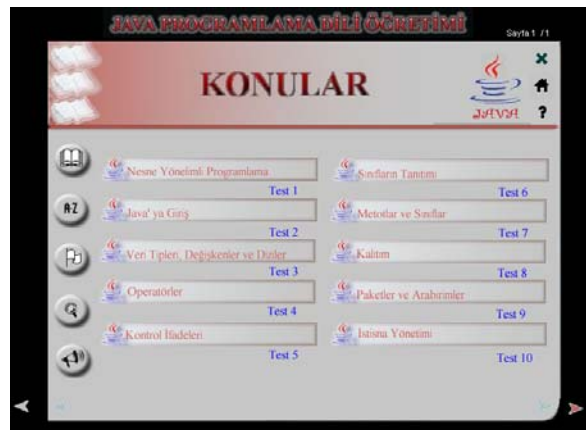 JAVA PROGRAMLAMA DİLİ ÖĞRETİMİ
Sayfa 1 /1
KONULAR
JAVA
?
Nesne Yönelimli Programlama
Test 1
Java' ya Giriş
Test 2
Veri Tipleri, Değişkenler ve Diziler
Test 3
Operatörler
Test 4
Kontrol İfadeleri
Test 5
Sınıfların Tanıtımı
Test 6
Metotlar ve Sınıflar
Test 7
Kalıtım
Test 8
Paketler ve Arabirimler
Test 9
İstisna Yönetimi
Test 10
A-Z